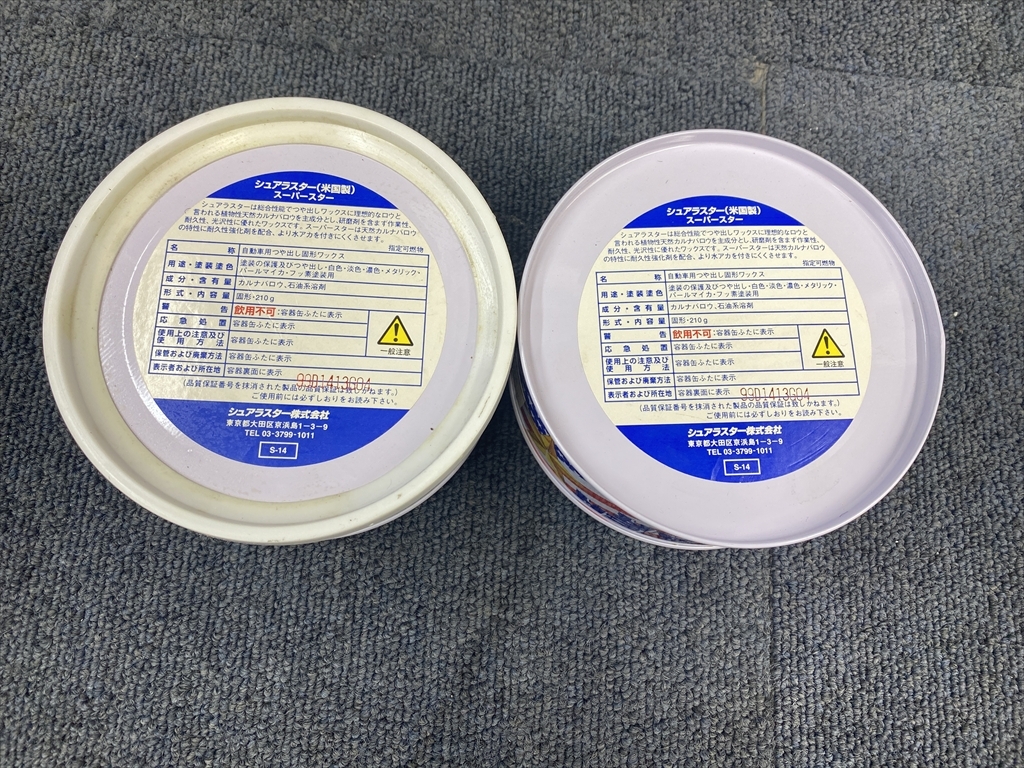 シュアラスター(米国製)
スーパースター
シュアラスターは総合性能でつや出しワックスに理想的なロウと
言われる植物性天然カルナバロウを主成分とし、研磨剤を含まず作業性、
耐久性、光沢性に優れたワックスです。スーパースターは天然カルナバロウ
の特性に耐久性強化剤を配合、より水アカを付きにくくさせます。
指定可燃物
名称 自動車用つや出し固形ワックス
用途・塗装塗色 塗装の保護及びつや出し・白色・淡色・濃色・メタリック・
パールマイカ・フッ素塗装用
成分・含有量 カルナバロウ、石油系溶剤
形式・内容量 固形・210g
警告 飲用不可:容器缶ふたに表示
応急処置 容器缶ふたに表示
使用上の注意及び
使用方法 容器缶ふたに表示
保管および廃棄方法 容器缶ふたに表示
表示者および所在地 容器裏面に表示
一般注意
99D1413G04
(品質保証番号を抹消された製品の品質保証は致しかねます。)
ご使用前には必ずしおりをお読み下さい。
シュアラスター株式会社
東京都大田区京浜島1-3-9
TEL 03-3799-1011
S-14
シュアラスター(米国製)
スーパースター
シュアラスターは総合性能でつや出しワックスに理想的なロウと
言われる植物性天然カルナバロウを主成分とし、研磨剤を含まず作業性、
耐久性、光沢性に優れたワックスです。スーパースターは天然カルナバロウ
の特性に耐久性強化剤を配合、より水アカを付きにくくさせます。
指定可燃物
名称 自動車用つや出し固形ワックス
用途・塗装塗色 塗装の保護及びつや出し・白色・淡色・濃色・メタリック・
パールマイカ・フッ素塗装用
成分・含有量 カルナバロウ、石油系溶剤
形式・内容量 固形・210g
警告 飲用不可:容器缶ふたに表示
応急処置 容器缶ふたに表示
使用上の注意及び
使用方法 容器缶ふたに表示
保管および廃棄方法 容器缶ふたに表示
表示者および所在地 容器裏面に表示
一般注意
99D1413G04
(品質保証番号を抹消された製品の品質保証は致しかねます。)
ご使用前には必ずしおりをお読み下さい。
シュアラスター株式会社
東京都大田区京浜島1-3-9
TEL 03-3799-1011
S-14